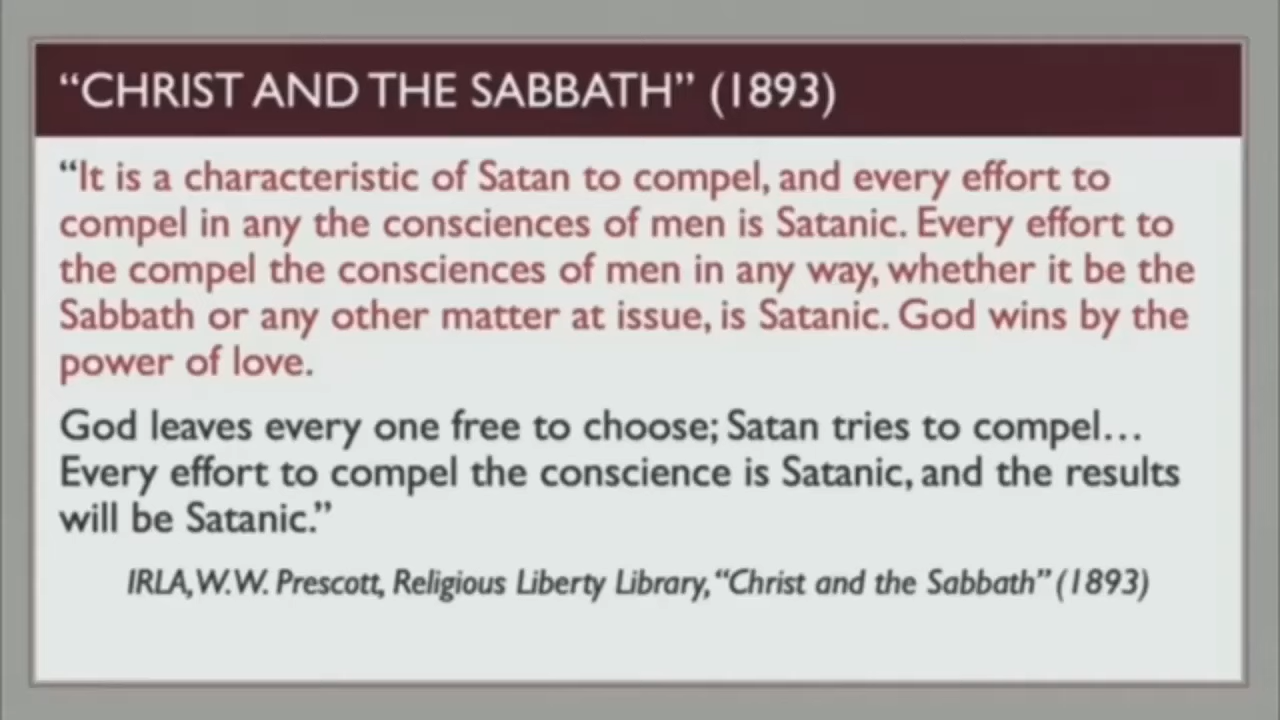 “CHRIST AND THE SABBATH” (1893)
“It is a characteristic of Satan to compel, and every effort to
compel in any the consciences of men is Satanic. Every effort to
the compel the consciences of men in any way, whether it be the
Sabbath or any other matter at issue, is Satanic. God wins by the
power of love.
God leaves every one free to choose; Satan tries to compel…
Every effort to compel the conscience is Satanic, and the results
will be Satanic.”
IRLA, W.W. Prescott, Religious Liberty Library, “Christ and the Sabbath” (1893)